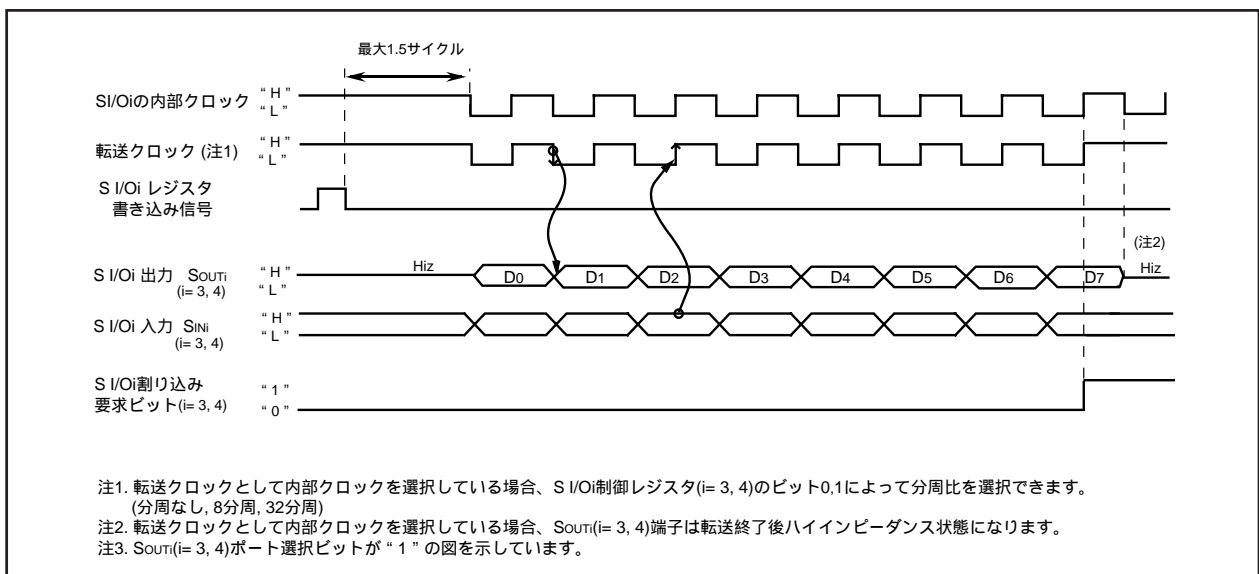 最大1.5サイクル
SI/Oiの内部クロック “ H ”
“ L ”
転送クロック (注1) “ H ”
“ L ”
S I/Oi レジスタ
書き込み信号
(注2)
S I/Oi 出力 SOUTi
(i= 3, 4)
“ H ”
“ L ”
Hiz D0 D1 D2 D3 D4 D5 D6 D7 Hiz
S I/Oi 入力 SINi
(i= 3, 4)
“ H ”
“ L ”
S I/Oi割り込み
要求ビット(i= 3, 4)
“ 1 ”
“ 0 ”
注1. 転送クロックとして内部クロックを選択している場合、S I/Oi制御レジスタ(i= 3, 4)のビット0,1によって分周比を選択できます。
(分周なし, 8分周, 32分周)
注2. 転送クロックとして内部クロックを選択している場合、SOUTi(i= 3, 4)端子は転送終了後ハイインピーダンス状態になります。
注3. SOUTi(i= 3, 4)ポート選択ビットが “ 1 ” の図を示しています。